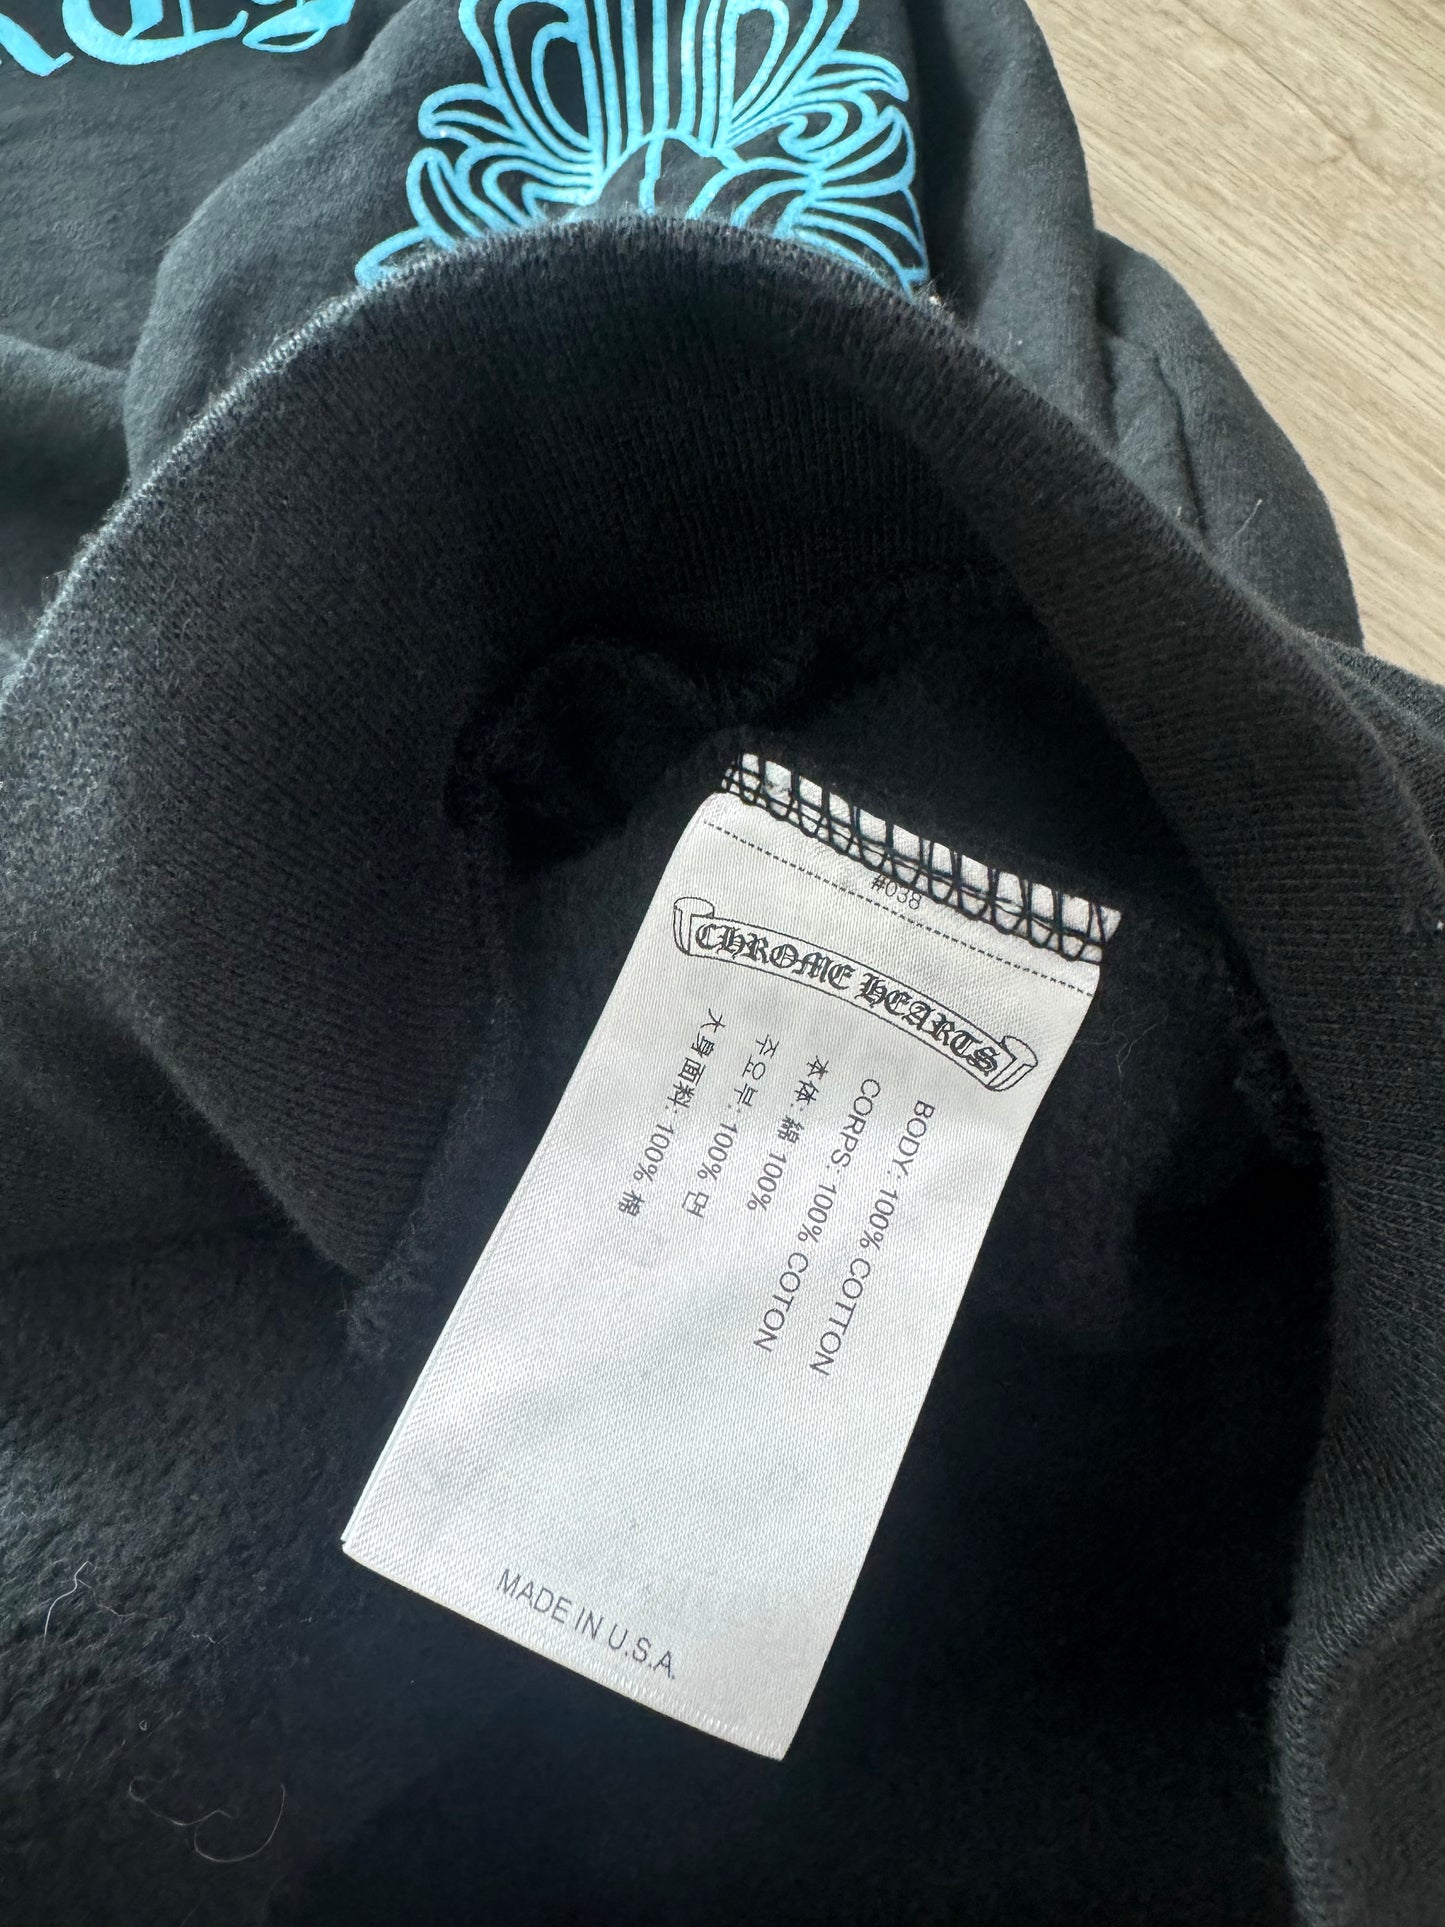 #038
CHROME HEARTS
BODY: 100% COTTON
CORPS: 100% COTON
本体: 綿 100%
주요부: 100% 면
大身面料: 100% 棉
MADE IN U.S.A.